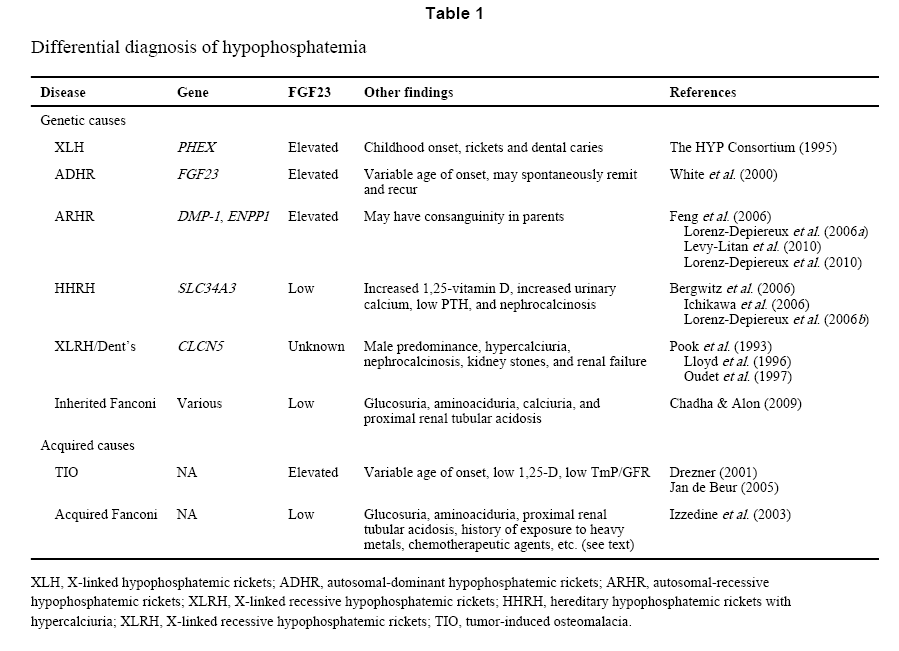 Table 1
Differential diagnosis of hypophosphatemia
Disease Gene FGF23 Other findings References
Genetic causes
XLH PHEX Elevated Childhood onset, rickets and dental caries The HYP Consortium (1995)
ADHR FGF23 Elevated Variable age of onset, may spontaneously remit White et al. (2000)
and recur
ARHR DMP-1, ENPP1 Elevated May have consanguinity in parents Feng et al. (2006)
Lorenz-Depiereux et al. (2006a)
Levy-Litan et al. (2010)
Lorenz-Depiereux et al. (2010)
HHRH SLC34A3 Low Increased 1,25-vitamin D, increased urinary Bergwitz et al. (2006)
calcium, low PTH, and nephrocalcinosis Ichikawa et al. (2006)
Lorenz-Depiereux et al. (2006b)
XLRH/Dent's CLCN5 Unknown Male predominance, hypercalciuria, Pook et al. (1993)
nephrocalcinosis, kidney stones, and renal failure Lloyd et al. (1996)
Oudet et al. (1997)
Inherited Fanconi Various Low Glucosuria, aminoaciduria, calciuria, and Chadha & Alon (2009)
proximal renal tubular acidosis
Acquired causes
TIO NA Elevated Variable age of onset, low 1,25-D, low TmP/GFR Drezner (2001)
Jan de Beur (2005)
Acquired Fanconi NA Low Glucosuria, aminoaciduria, proximal renal Izzedine et al. (2003)
tubular acidosis, history of exposure to heavy
metals, chemotherapeutic agents, etc. (see text)
XLH, X-linked hypophosphatemic rickets; ADHR, autosomal-dominant hypophosphatemic rickets; ARHR, autosomal-recessive
hypophosphatemic rickets; XLRH, X-linked recessive hypophosphatemic rickets; HHRH, hereditary hypophosphatemic rickets with
hypercalciuria; XLRH, X-linked recessive hypophosphatemic rickets; TIO, tumor-induced osteomalacia.